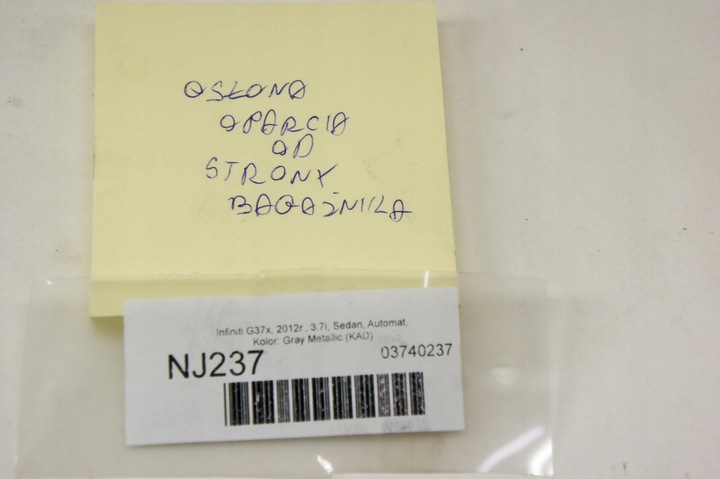 OSŁONA
OPARCIA
OD
STRONY
BAGAŻNIKA
Infiniti G37x, 2012r., 3.7i, Sedan, Automat,
Kolor: Gray Metallic (KAD)
NJ237
03740237